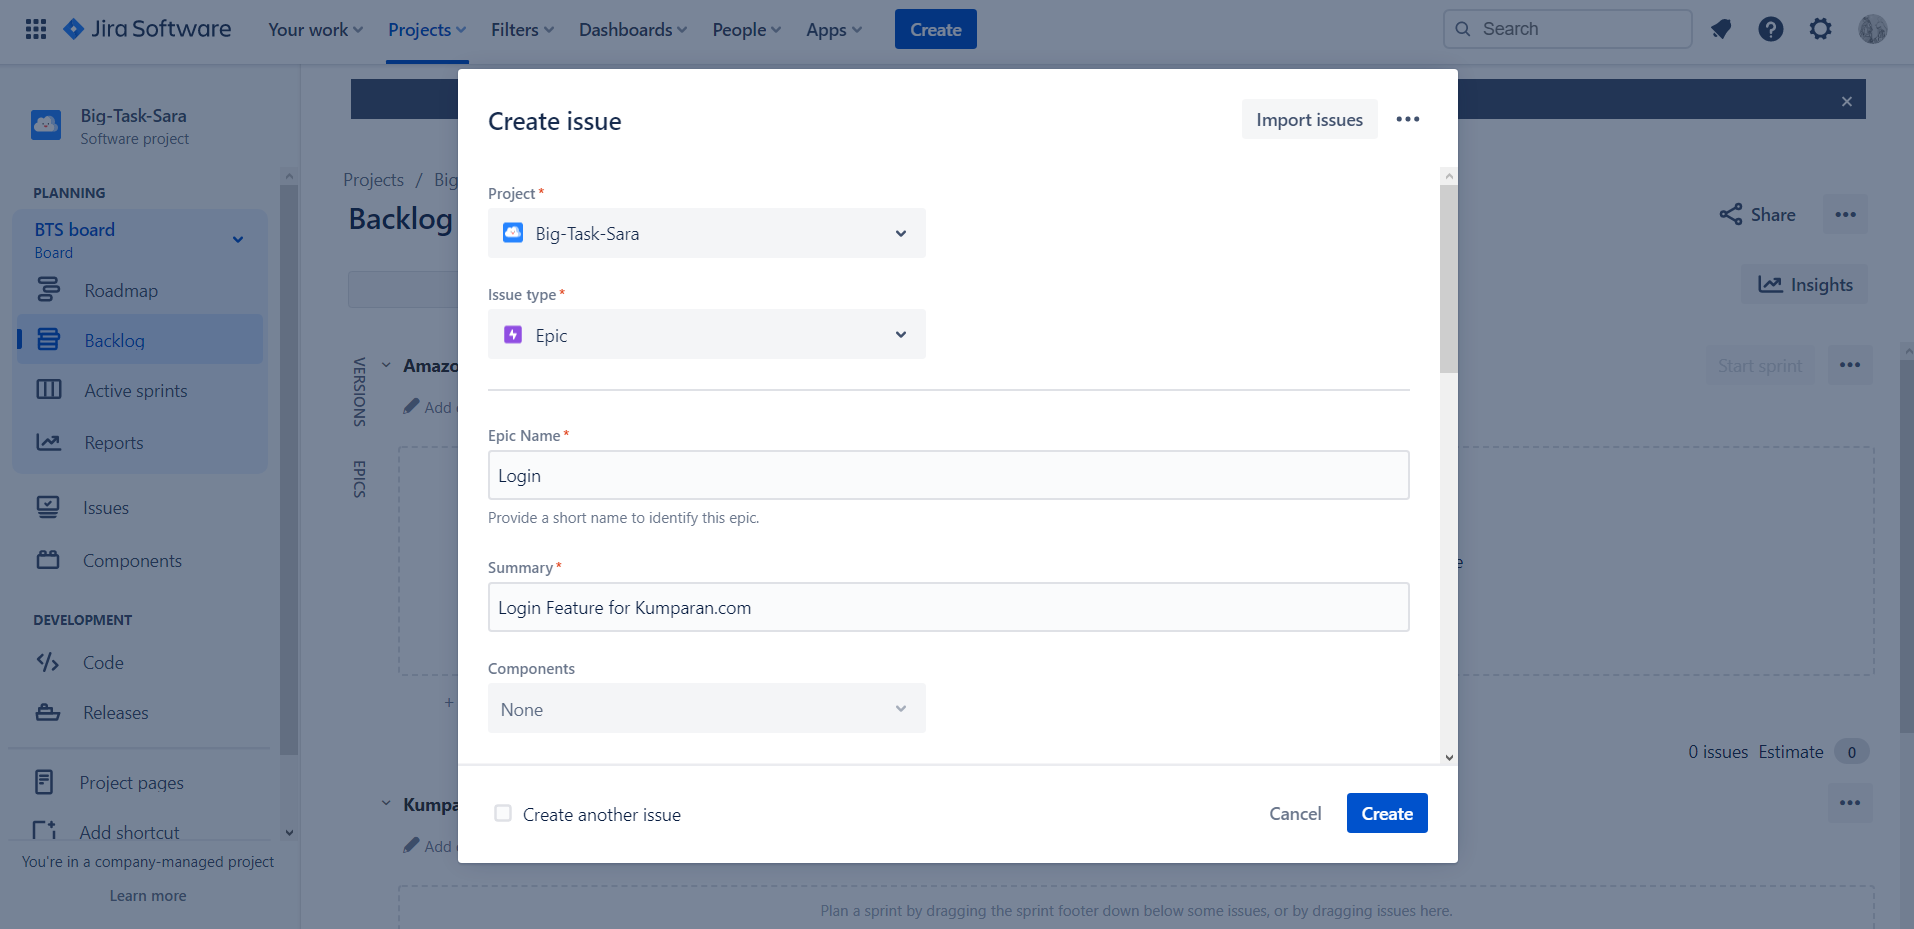 Jira Software
Your work
Projects
Filters
Dashboards
People
Apps
Create
Search
Big-Task-Sara
Software project
PLANNING
BTS board
Board
Roadmap
Backlog
Active sprints
Reports
Issues
Components
DEVELOPMENT
Code
Releases
Project pages
Add shortcut
You're in a company-managed project
Learn more
Projects / Big
Backlog
Share
Insights
VERSIONS
EPICS
Amazo
Add
Start sprint
e
+
0 issues Estimate 0
Kumpa
Add
Plan a sprint by dragging the sprint footer down below some issues, or by dragging issues here.
Create issue
Import issues
Project *
Big-Task-Sara
Issue type *
Epic
Epic Name *
Login
Provide a short name to identify this epic.
Summary *
Login Feature for Kumparan.com
Components
None
Create another issue
Cancel
Create